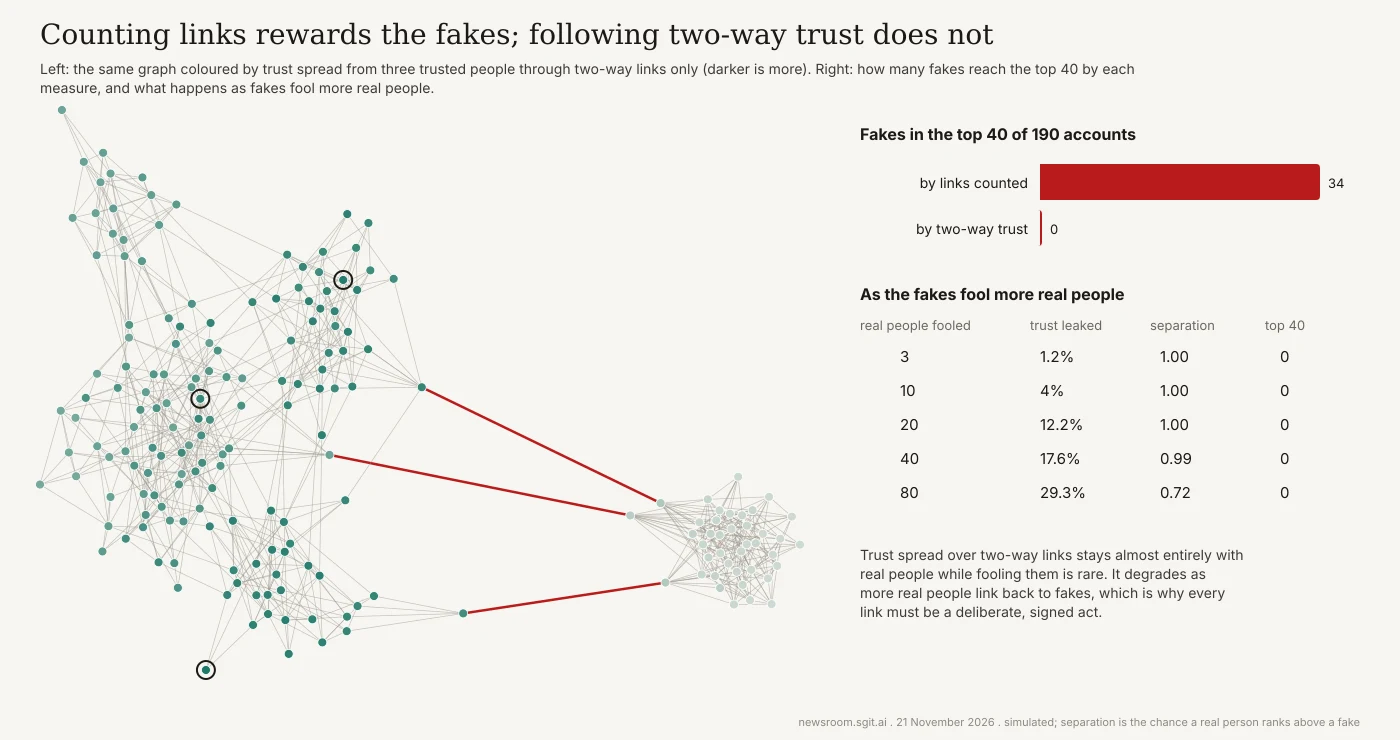 Counting links rewards the fakes; following two-way trust does not
Left: the same graph coloured by trust spread from three trusted people through two-way links only (darker is more). Right: how many fakes reach the top 40 by each
measure, and what happens as fakes fool more real people.
Fakes in the top 40 of 190 accounts
by links counted 34
by two-way trust 0
As the fakes fool more real people
real people fooled trust leaked separation top 40
3 1.2% 1.00 0
10 4% 1.00 0
20 12.2% 1.00 0
40 17.6% 0.99 0
80 29.3% 0.72 0
Trust spread over two-way links stays almost entirely with
real people while fooling them is rare. It degrades as
more real people link back to fakes, which is why every
link must be a deliberate, signed act.
newsroom.sgit.ai . 21 November 2026 . simulated; separation is the chance a real person ranks above a fake